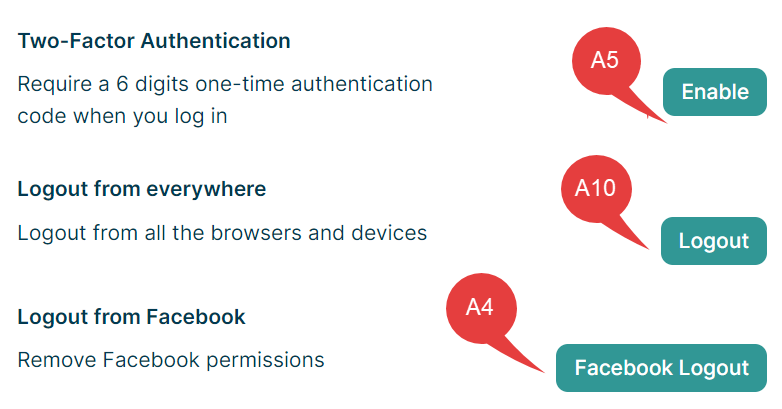 Two-Factor Authentication
Require a 6 digits one-time authentication
code when you log in
A5
Enable
Logout from everywhere
Logout from all the browsers and devices
A10
Logout
Logout from Facebook
Remove Facebook permissions
A4
Facebook Logout